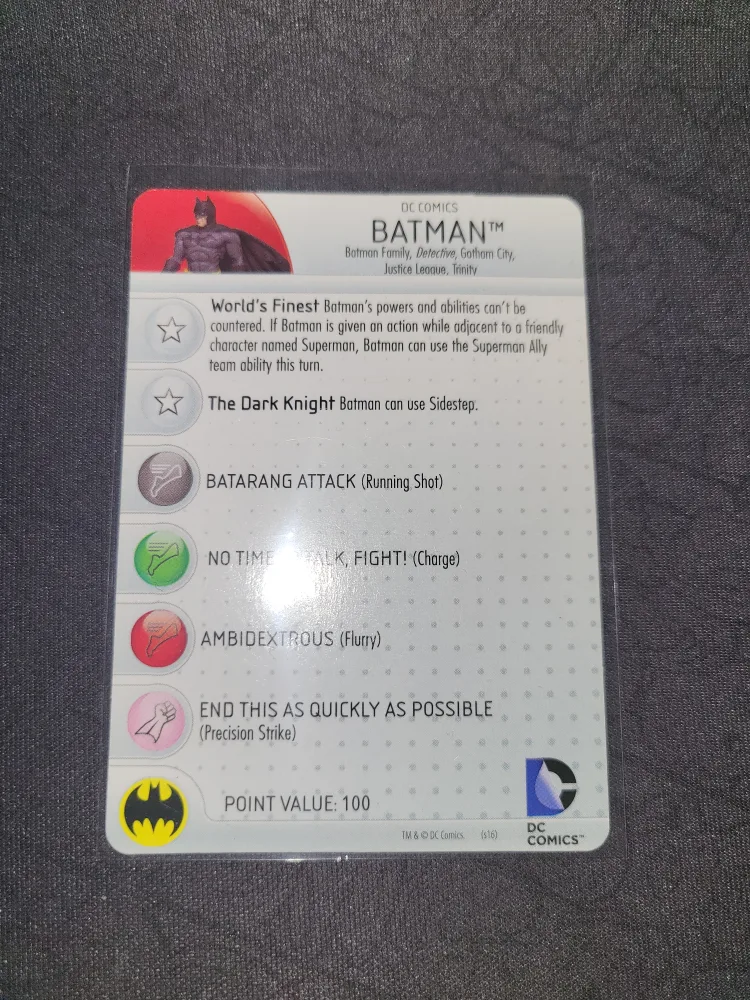 DC COMICS
BATMAN™
Batman Family, Detective, Gotham City,
Justice League, Trinity
World's Finest Batman's powers and abilities can't be
countered. If Batman is given an action while adjacent to a friendly
character named Superman, Batman can use the Superman Ally
team ability this turn.
The Dark Knight Batman can use Sidestep.
BATARANG ATTACK (Running Shot)
NO TIME TALK, FIGHT! (Charge)
AMBIDEXTROUS (Flurry)
END THIS AS QUICKLY AS POSSIBLE
(Precision Strike)
POINT VALUE: 100
TM & © DC Comics. (s16)
DC
COMICS™